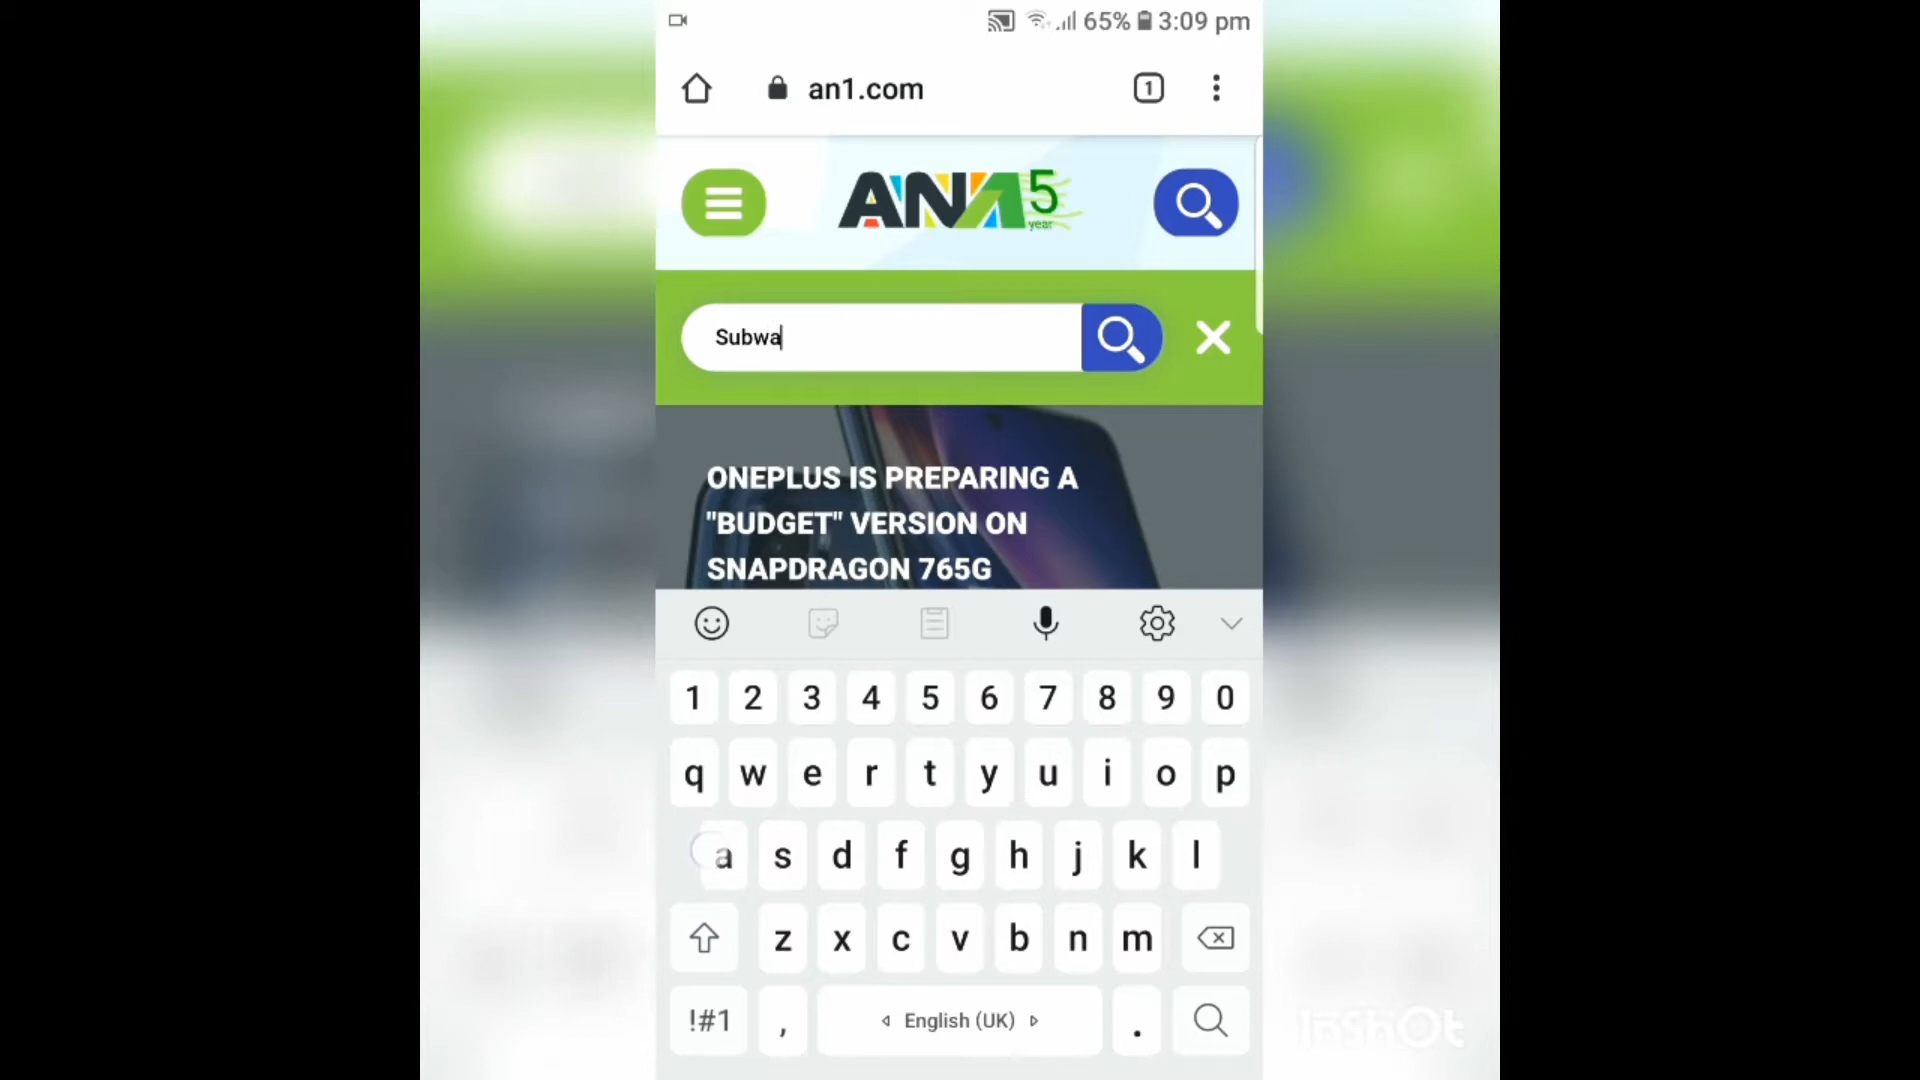 65% 3:09 pm
an1.com
1
AN1 5
year
Subwa
ONEPLUS IS PREPARING A
"BUDGET" VERSION ON
SNAPDRAGON 765G
1 2 3 4 5 6 7 8 9 0
q w e r t y u i o p
a s d f g h j k l
z x c v b n m
!#1 , English (UK) .
InShOt